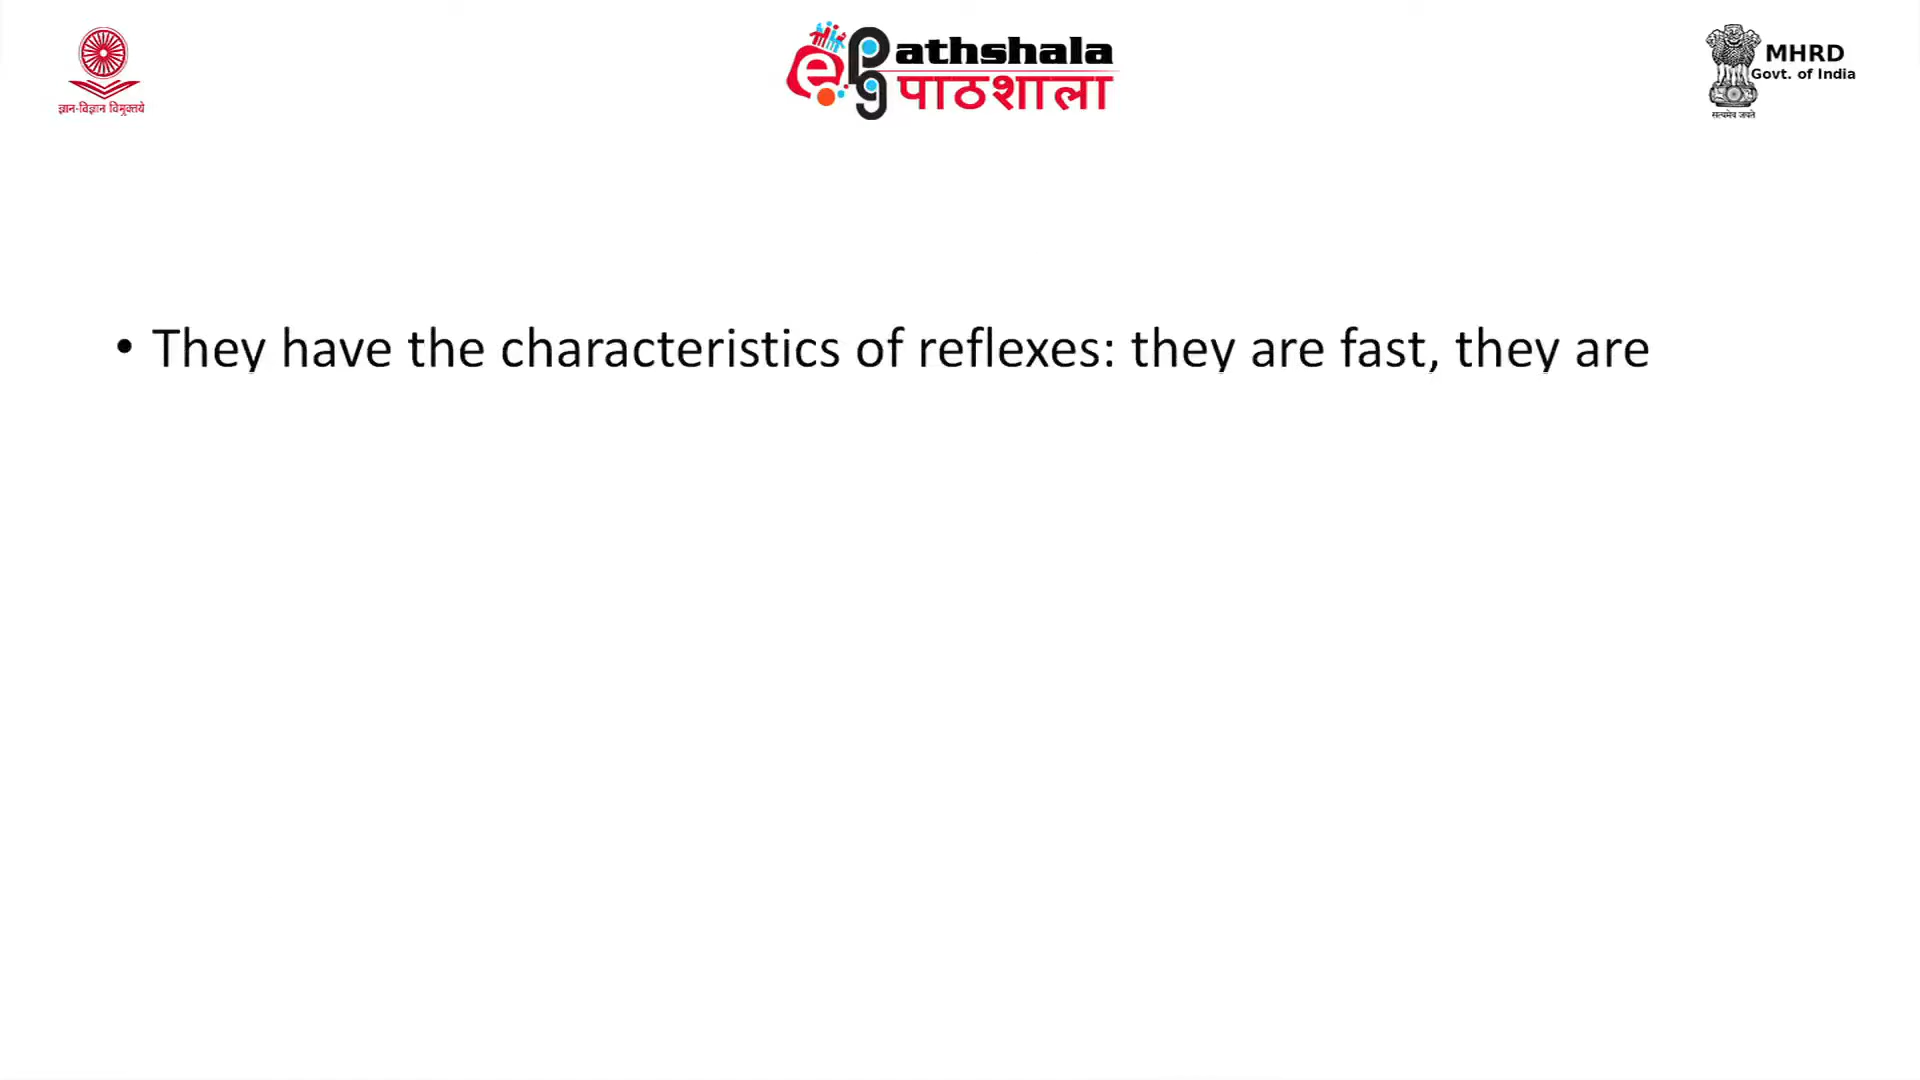 ज्ञान-विज्ञान विमुक्तये
ePG athshala
पाठशाला
MHRD
Govt. of India
सत्यमेव जयते
• They have the characteristics of reflexes: they are fast, they are